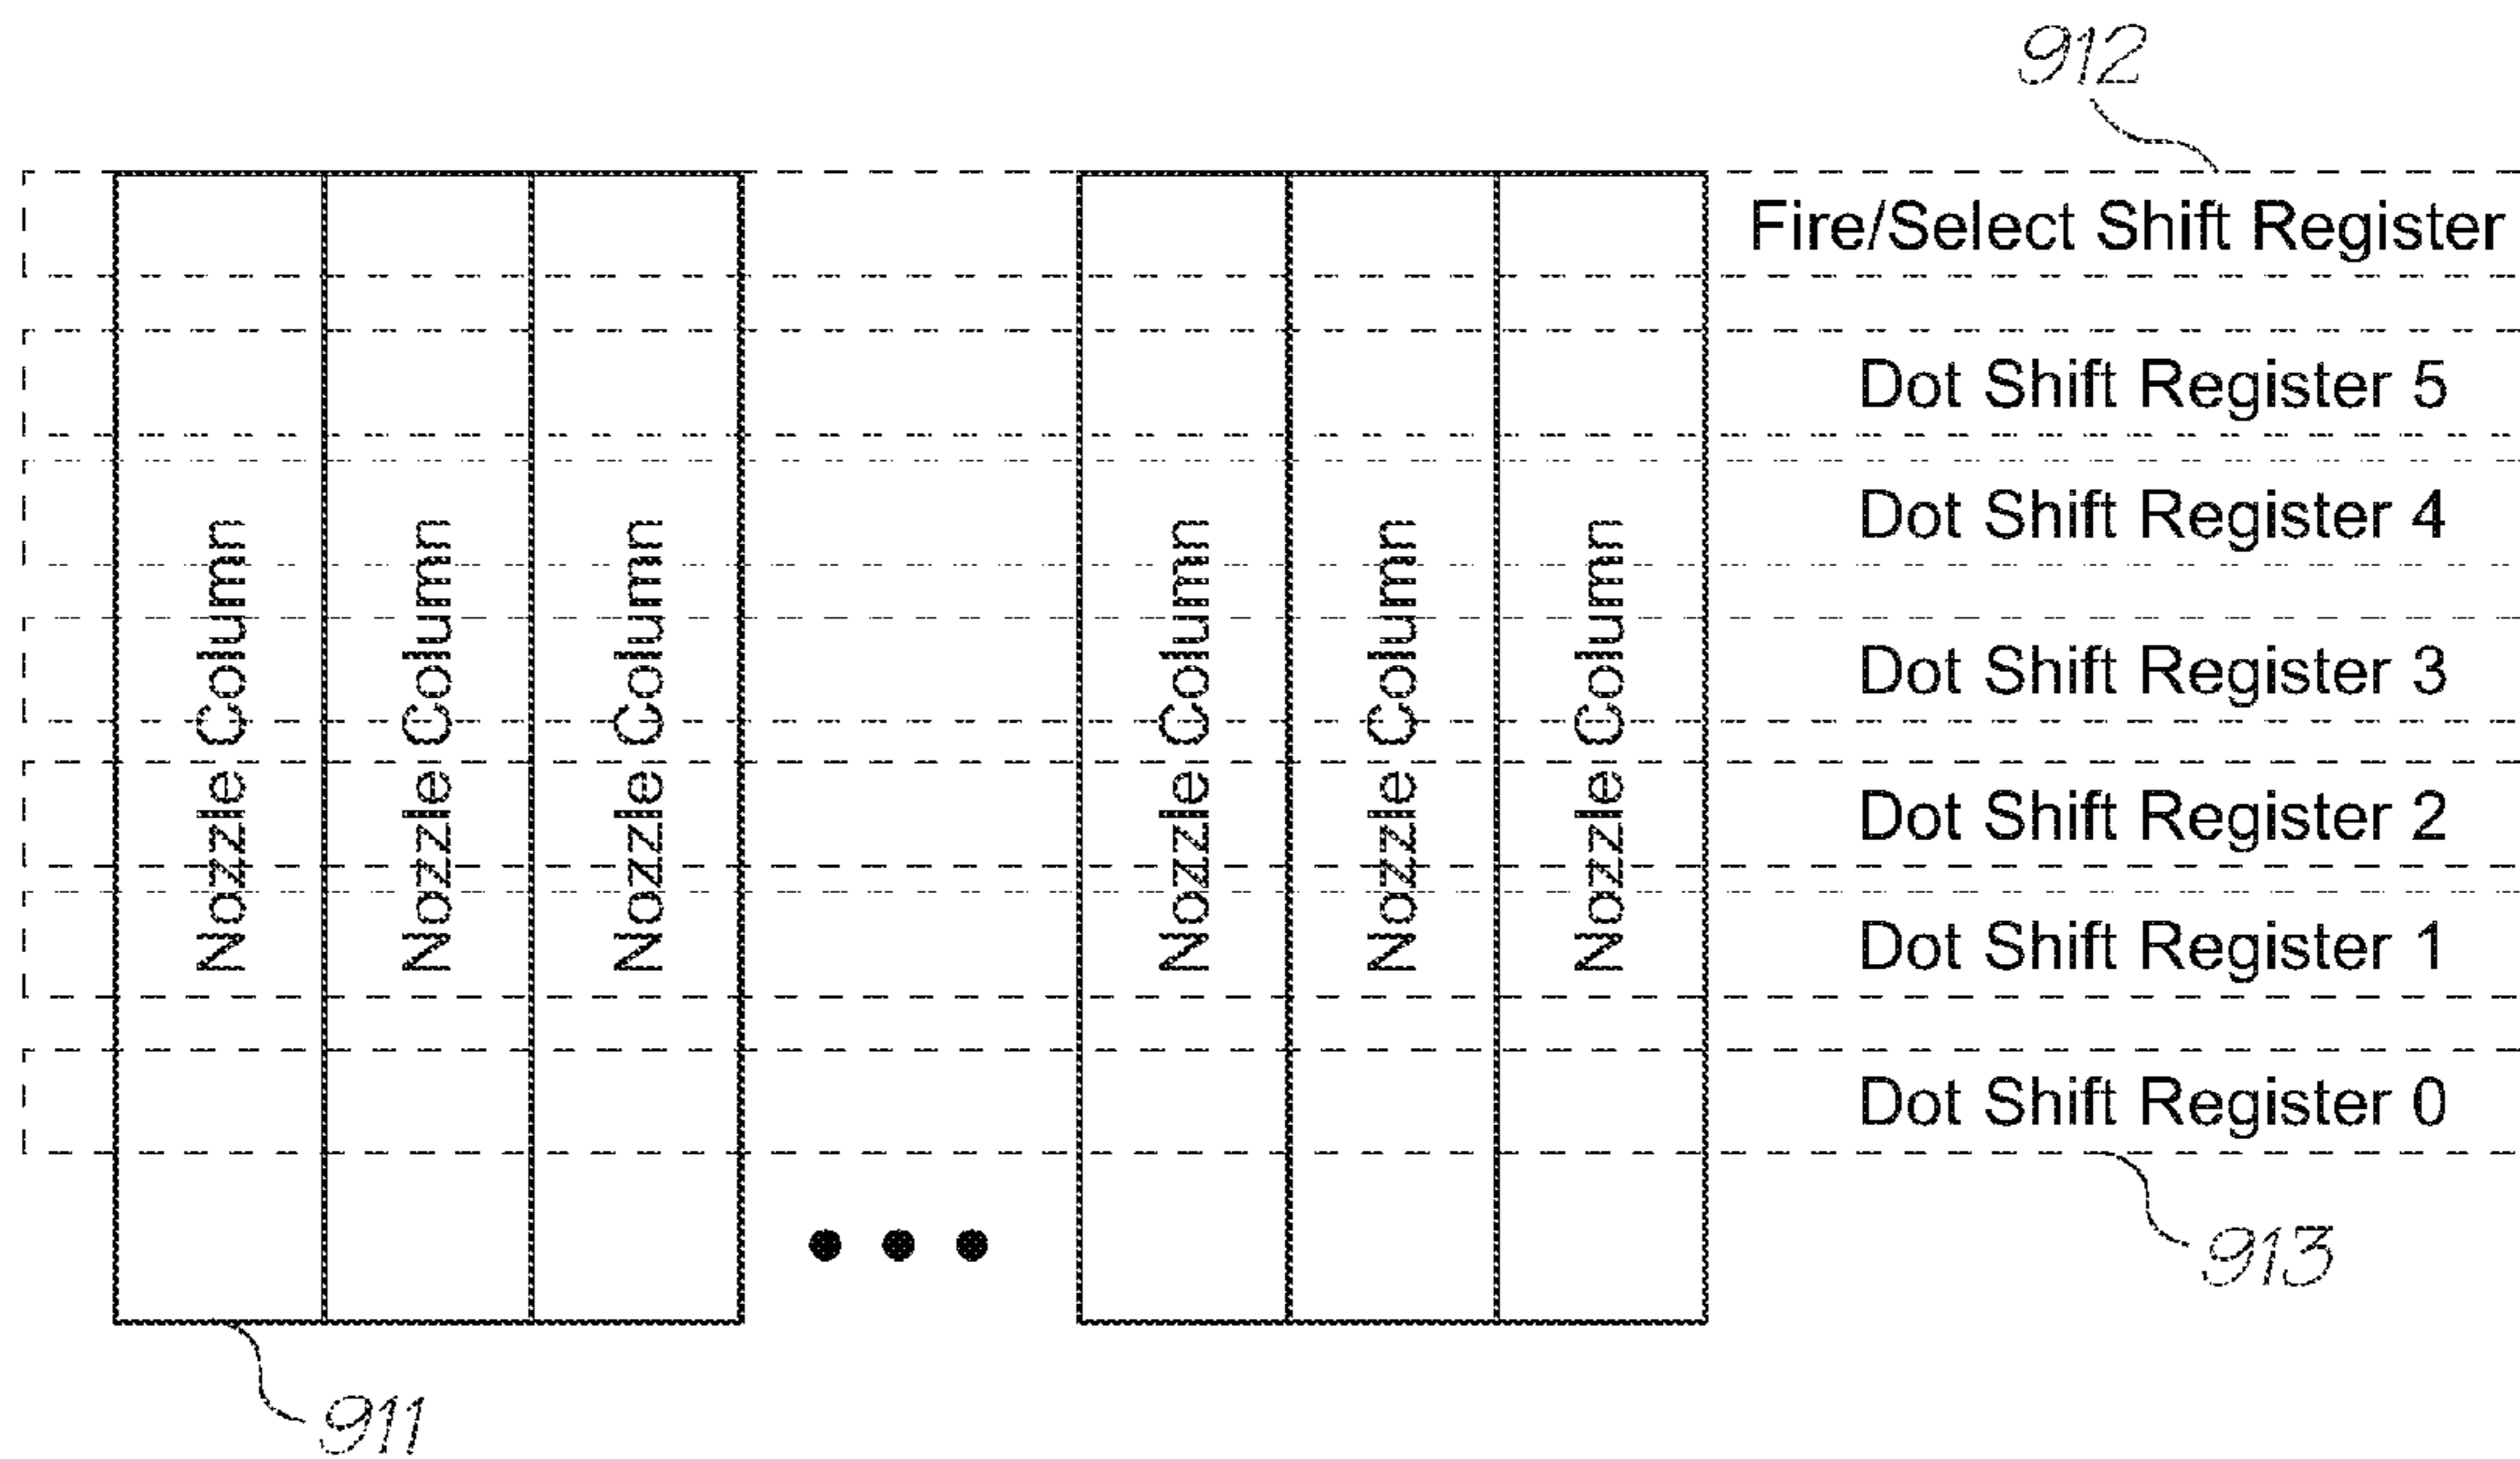 912
Fire/Select Shift Register
Dot Shift Register 5
Dot Shift Register 4
Dot Shift Register 3
Dot Shift Register 2
Dot Shift Register 1
Dot Shift Register 0
Nozzle Column
Nozzle Column
Nozzle Column
Nozzle Column
Nozzle Column
Nozzle Column
913
911